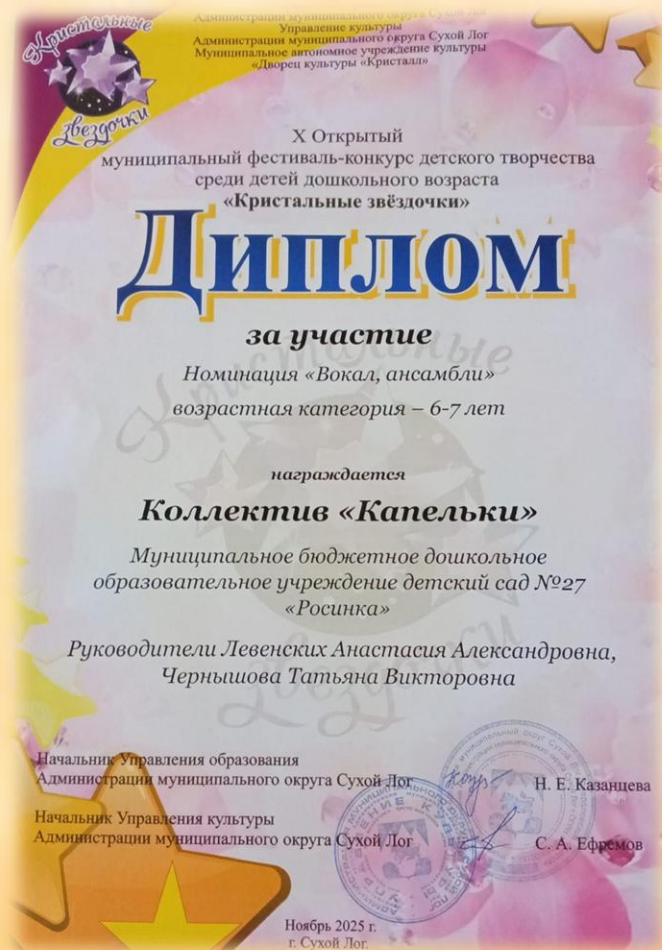 Кристальные
звездочки
Администрации муниципального округа Сухой Лог
Управление культуры
Администрации муниципального округа Сухой Лог
Муниципальное автономное учреждение культуры
«Дворец культуры «Кристалл»
X Открытый
муниципальный фестиваль-конкурс детского творчества
среди детей дошкольного возраста
«Кристальные звёздочки»
Диплом
за участие
Номинация «Вокал, ансамбли»
возрастная категория – 6-7 лет
награждается
Коллектив «Капельки»
Муниципальное бюджетное дошкольное
образовательное учреждение детский сад №27
«Росинка»
Руководители Левенских Анастасия Александровна,
Чернышова Татьяна Викторовна
Кристальные
звездочки
Начальник Управления образования
Администрации муниципального округа Сухой Лог
Н. Е. Казанцева
Начальник Управления культуры
Администрации муниципального округа Сухой Лог
С. А. Ефремов
Ноябрь 2025 г.
г. Сухой Лог.